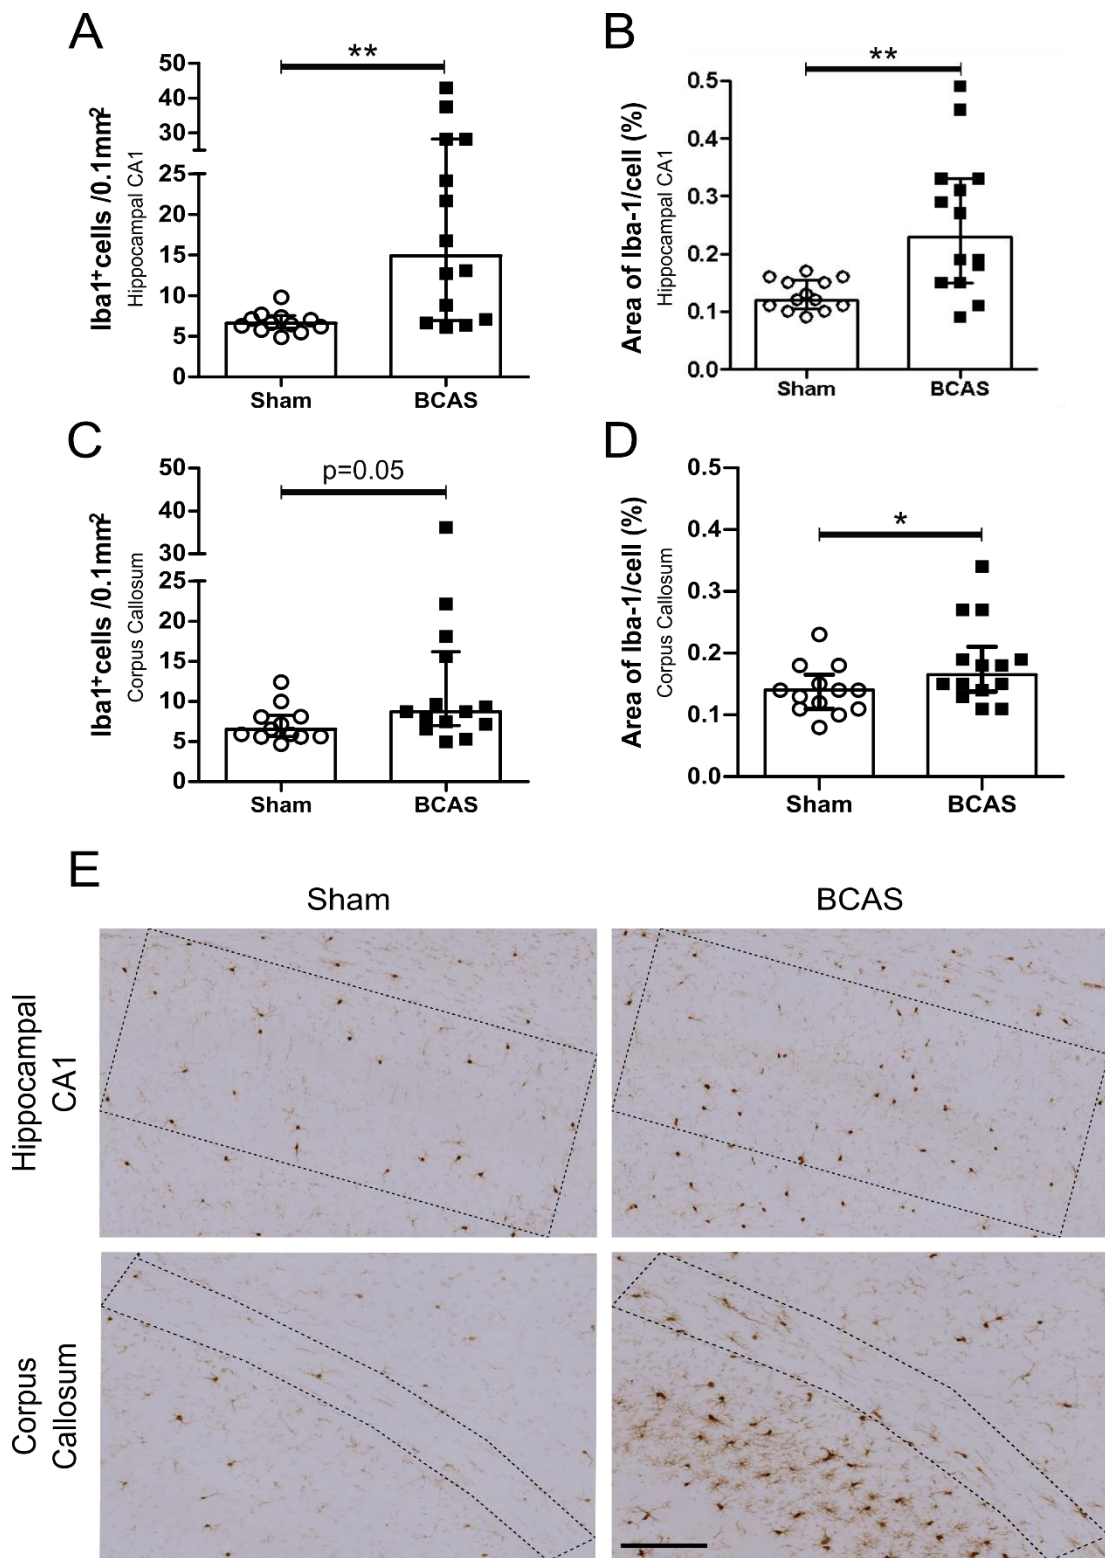 A
**
Iba1+cells /0.1mm2
Hippocampal CA1
50
40
30
25
15
10
5
0
Sham
BCAS
B
**
Area of Iba-1/cell (%)
Hippocampal CA1
0.5
0.4
0.3
0.2
0.1
0.0
Sham
BCAS
C
p=0.05
Iba1+cells /0.1mm2
Corpus Callosum
50
40
30
25
20
15
10
5
0
Sham
BCAS
D
*
Area of Iba-1/cell (%)
Corpus Callosum
0.5
0.4
0.3
0.2
0.1
0.0
Sham
BCAS
E
Sham
BCAS
Hippocampal
CA1
Corpus
Callosum